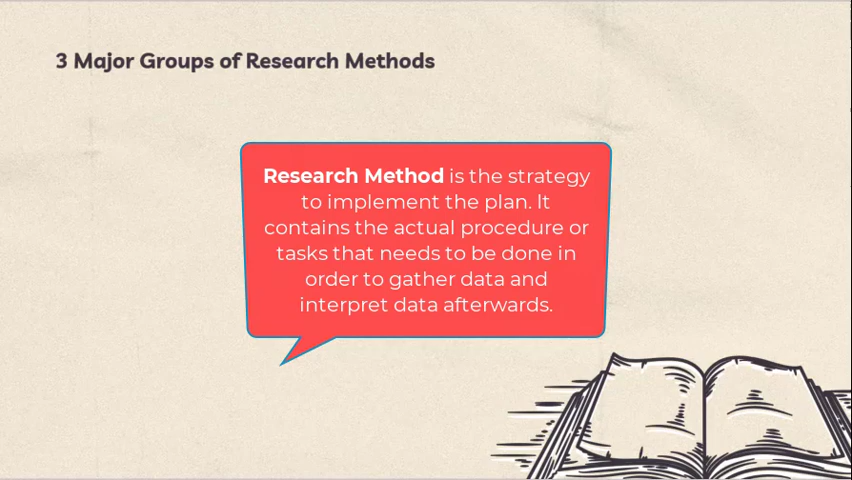 3 Major Groups of Research Methods
Research Method is the strategy
to implement the plan. It
contains the actual procedure or
tasks that needs to be done in
order to gather data and
interpret data afterwards.